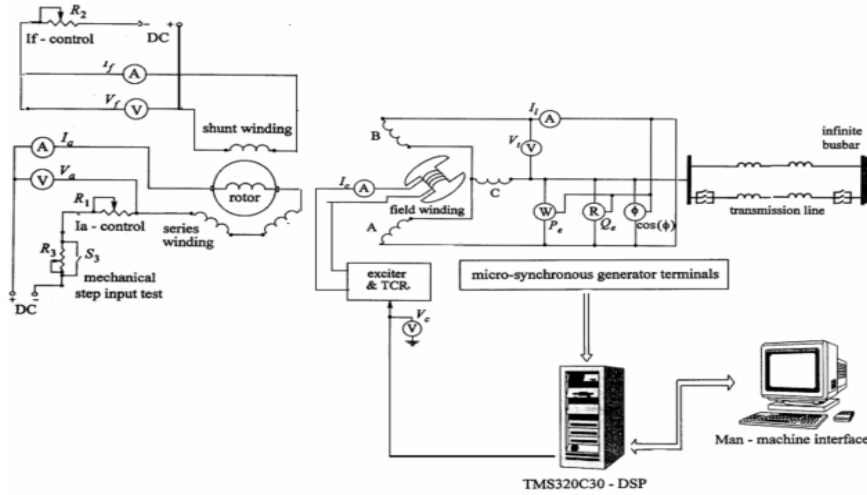 R2
If - control
DC
− +
If
A
Vf
V
shunt winding
A
Ia
V
Va
R1
Ia - control
series
winding
rotor
R3
S3
mechanical
step input test
+ −
DC
B
Il
A
Vt
V
Ie
A
field winding
C
A
W
Pe
R
Qe
ϕ
cos(ϕ)
infinite
busbar
transmission line
exciter
& TCR
Vc
V
micro-synchronous generator terminals
TMS320C30 - DSP
Man - machine interface